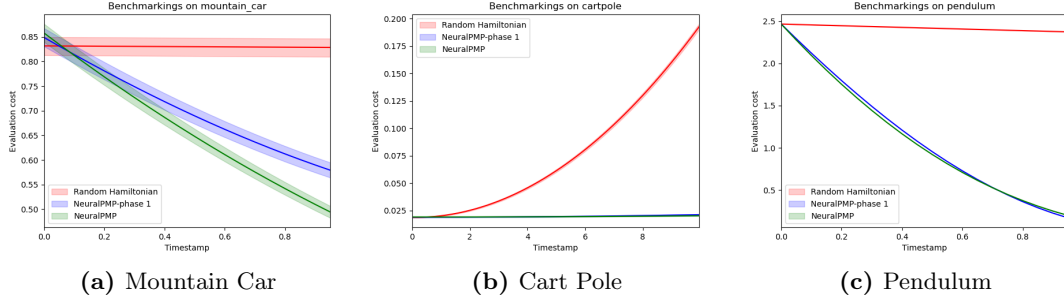 Benchmarkings on mountain_car
Evaluation cost
0.85
0.80
0.75
0.70
0.65
0.60
0.55
0.50
Random Hamiltonian
NeuralPMP-phase 1
NeuralPMP
0.0 0.2 0.4 0.6 0.8
Timestamp
(a) Mountain Car
Benchmarkings on cartpole
Evaluation cost
0.200
0.175
0.150
0.125
0.100
0.075
0.050
0.025
Random Hamiltonian
NeuralPMP-phase 1
NeuralPMP
0 2 4 6 8
Timestamp
(b) Cart Pole
Benchmarkings on pendulum
Evaluation cost
2.5
2.0
1.5
1.0
0.5
Random Hamiltonian
NeuralPMP-phase 1
NeuralPMP
0.0 0.2 0.4 0.6 0.8
Timestamp
(c) Pendulum